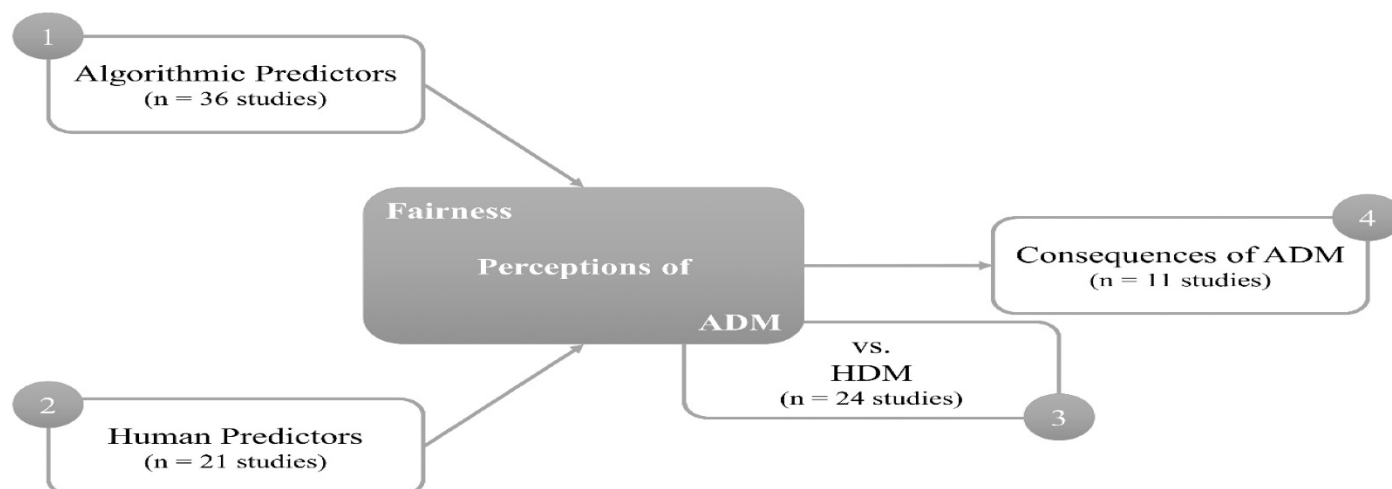 1
Algorithmic Predictors
(n = 36 studies)
Fairness
Perceptions of
ADM
4
Consequences of ADM
(n = 11 studies)
vs.
HDM
(n = 24 studies)
3
2
Human Predictors
(n = 21 studies)